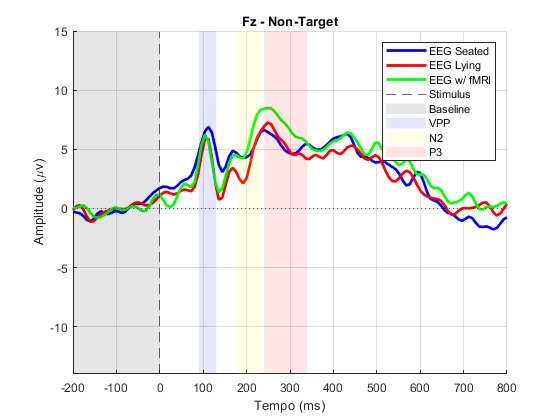 Fz - Non-Target
15
10
5
0
-5
-10
Amplitude (μv)
-200
-100
0
100
200
300
400
500
600
700
800
Tempo (ms)
EEG Seated
EEG Lying
EEG w/ fMRI
Stimulus
Baseline
VPP
N2
P3